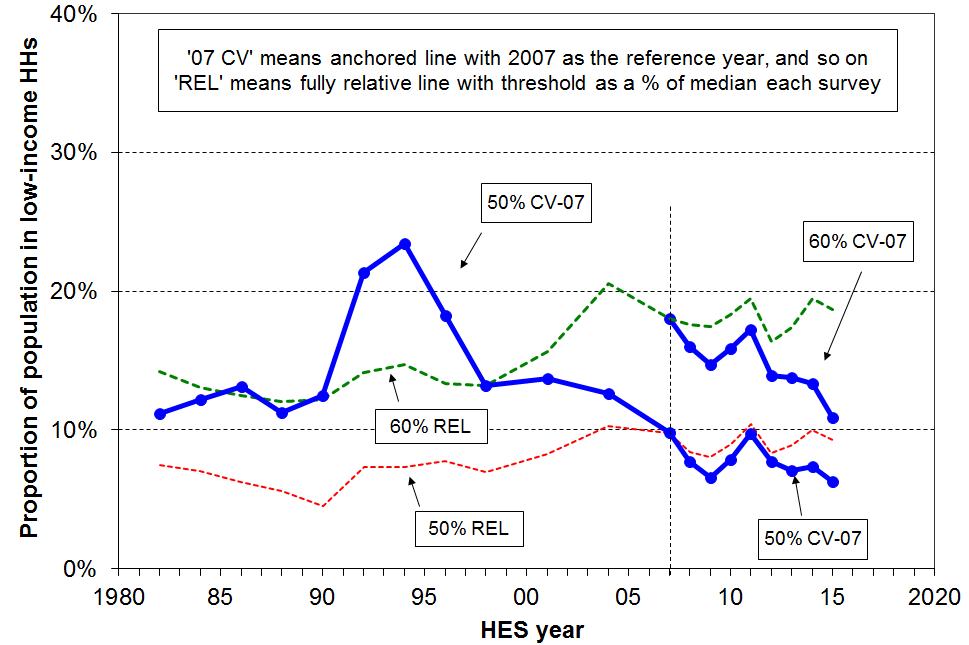 40%
'07 CV' means anchored line with 2007 as the reference year, and so on
'REL' means fully relative line with threshold as a % of median each survey
30%
50% CV-07
60% CV-07
20%
60% REL
10%
50% REL
50% CV-07
0%
1980 85 90 95 00 05 10 15 2020
HES year
Proportion of population in low-income HHs